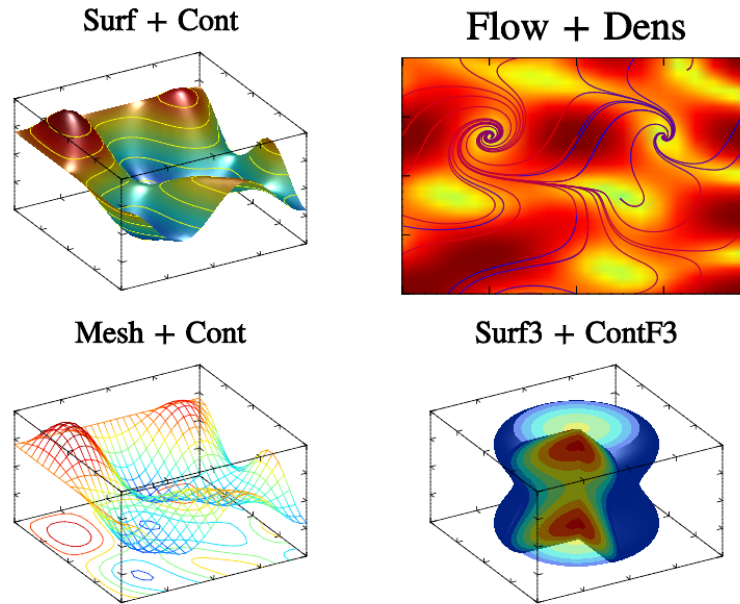 Surf + Cont
Flow + Dens
Mesh + Cont
Surf3 + ContF3